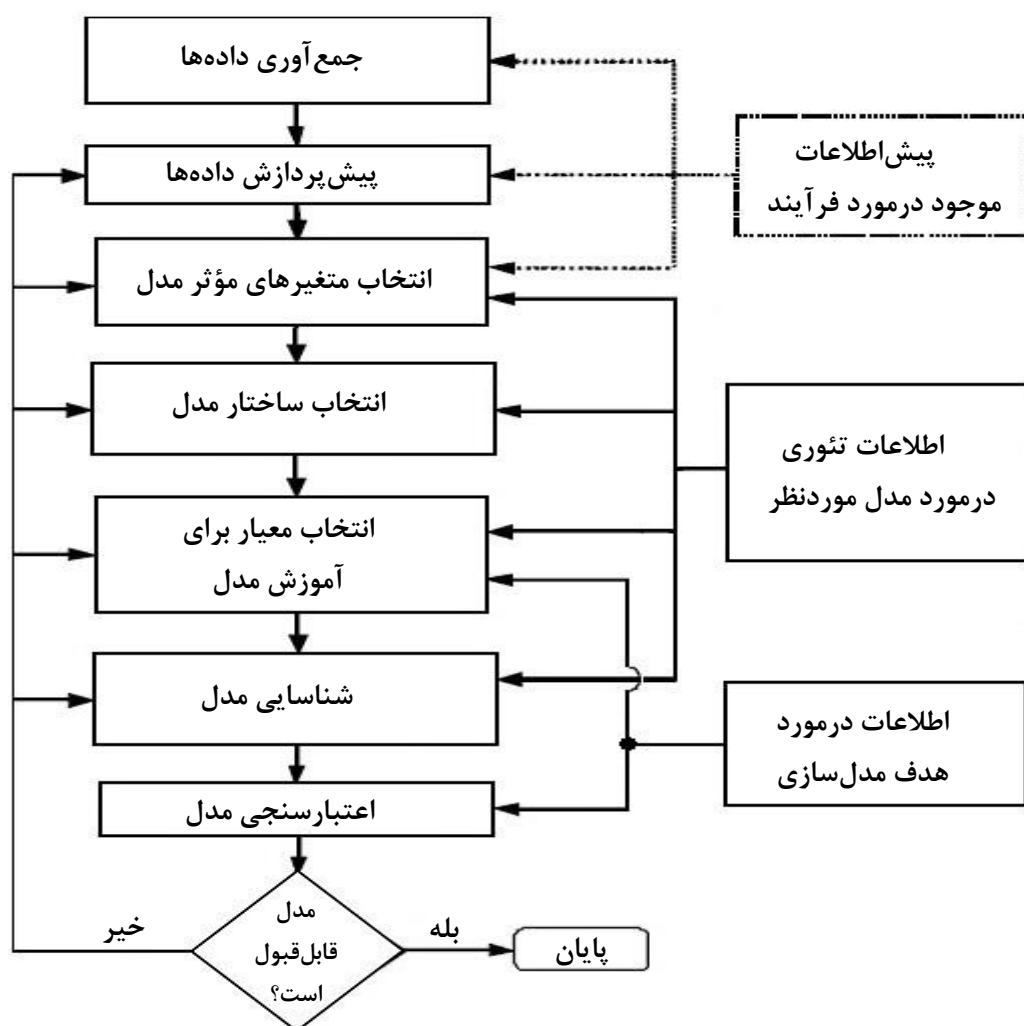 جمع‌آوری داده‌ها
پیش‌پردازش داده‌ها
انتخاب متغیرهای مؤثر مدل
انتخاب ساختار مدل
انتخاب معیار برای
آموزش مدل
شناسایی مدل
اعتبارسنجی مدل
مدل
قابل‌قبول
است؟
خیر
بله
پایان
پیش‌اطلاعات
موجود درمورد فرآیند
اطلاعات تئوری
درمورد مدل موردنظر
اطلاعات درمورد
هدف مدل‌سازی